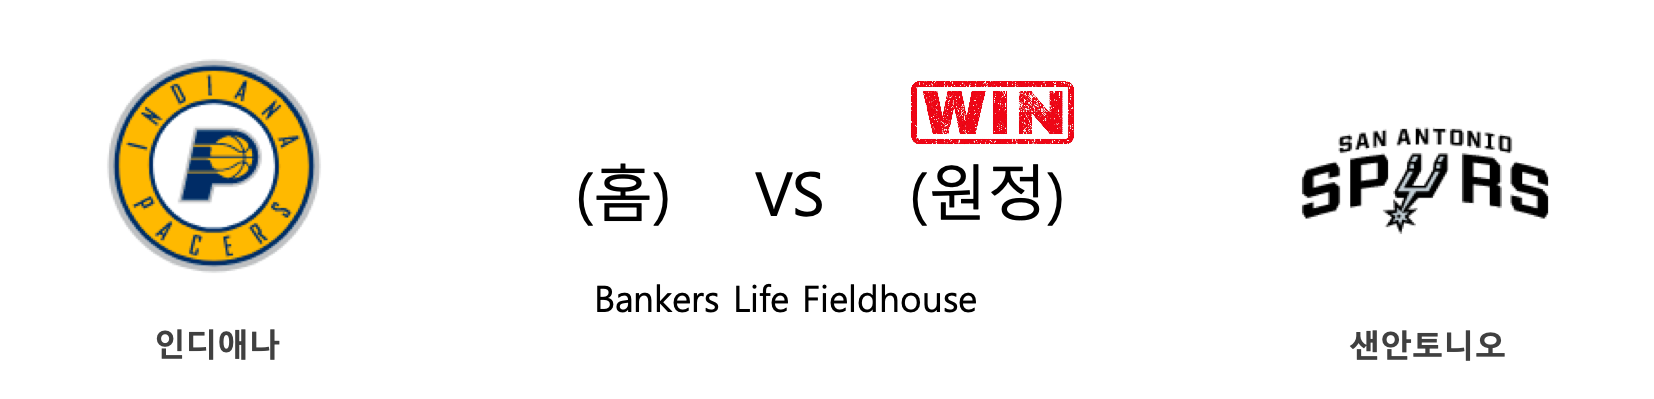 INDIANA
PACERS
인디애나
(홈) VS (원정)
WIN
Bankers Life Fieldhouse
SAN ANTONIO
SPURS
샌안토니오